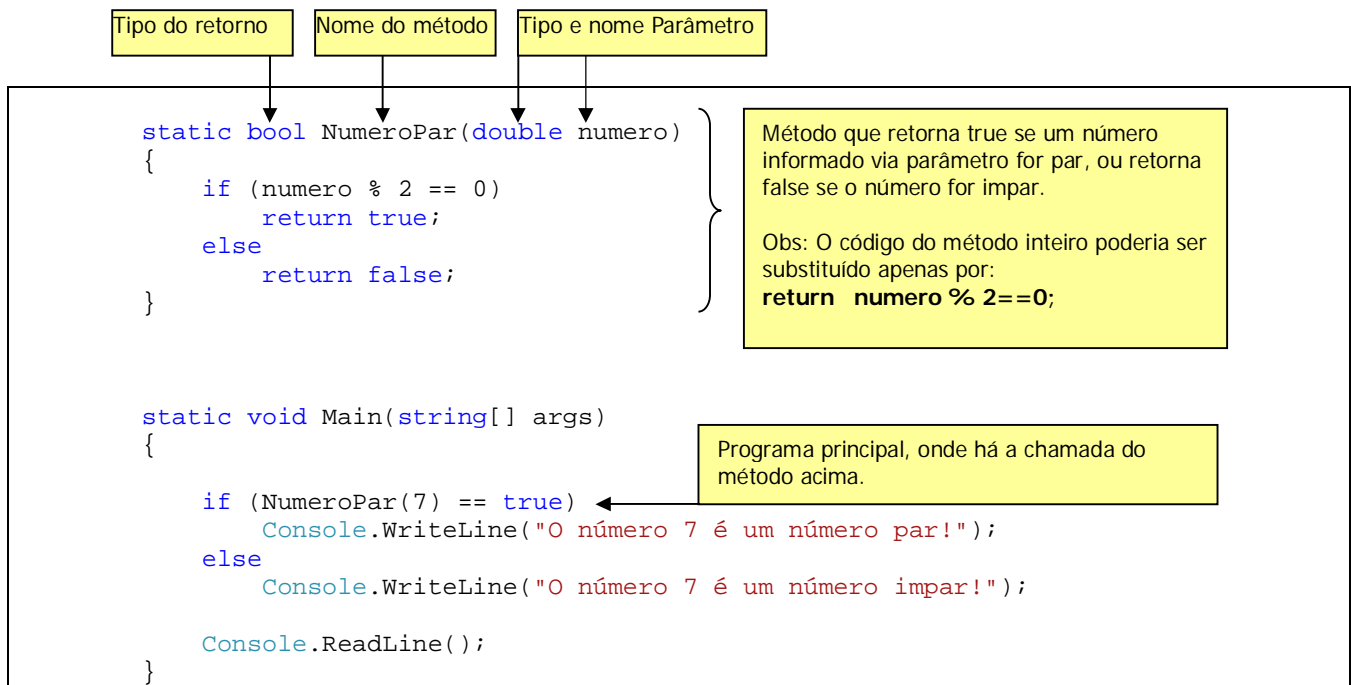 Tipo do retorno
Nome do método
Tipo e nome Parâmetro
static bool NumeroPar(double numero)
{
if (numero % 2 == 0)
return true;
else
return false;
}
Método que retorna true se um número
informado via parâmetro for par, ou retorna
false se o número for impar.
Obs: O código do método inteiro poderia ser
substituído apenas por:
return numero % 2==0;
static void Main(string[] args)
{
Programa principal, onde há a chamada do
método acima.
if (NumeroPar(7) == true)
Console.WriteLine("O número 7 é um número par!");
else
Console.WriteLine("O número 7 é um número impar!");
Console.ReadLine();
}